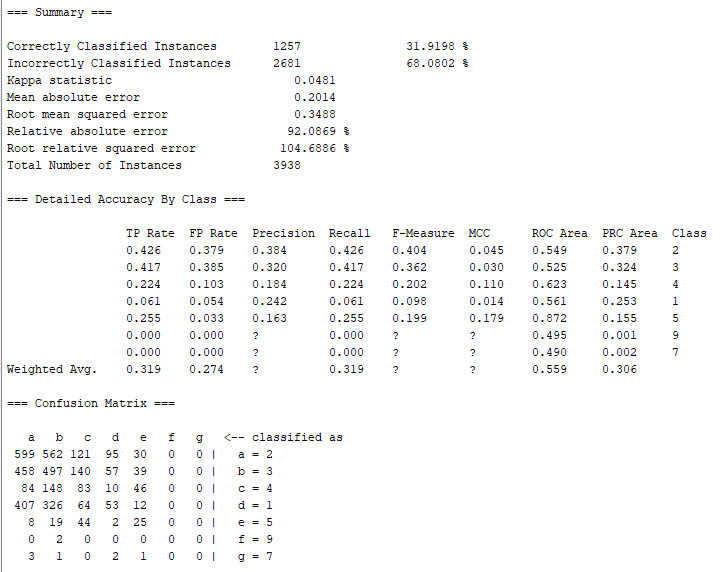 === Summary ===
Correctly Classified Instances 1257 31.9198 %
Incorrectly Classified Instances 2681 68.0802 %
Kappa statistic 0.0481
Mean absolute error 0.2014
Root mean squared error 0.3488
Relative absolute error 92.0869 %
Root relative squared error 104.6886 %
Total Number of Instances 3938
=== Detailed Accuracy By Class ===
TP Rate FP Rate Precision Recall F-Measure MCC ROC Area PRC Area Class
0.426 0.379 0.384 0.426 0.404 0.045 0.549 0.379 2
0.417 0.385 0.320 0.417 0.362 0.030 0.525 0.324 3
0.224 0.103 0.184 0.224 0.202 0.110 0.623 0.145 4
0.061 0.054 0.242 0.061 0.098 0.014 0.561 0.253 1
0.255 0.033 0.163 0.255 0.199 0.179 0.872 0.155 5
0.000 0.000 ? 0.000 ? ? 0.495 0.001 9
0.000 0.000 ? 0.000 ? ? 0.490 0.002 7
Weighted Avg. 0.319 0.274 ? 0.319 ? ? 0.559 0.306
=== Confusion Matrix ===
a b c d e f g <-- classified as
599 562 121 95 30 0 0 | a = 2
458 497 140 57 39 0 0 | b = 3
84 148 83 10 46 0 0 | c = 4
407 326 64 53 12 0 0 | d = 1
8 19 44 2 25 0 0 | e = 5
0 2 0 0 0 0 0 | f = 9
3 1 0 2 1 0 0 | g = 7